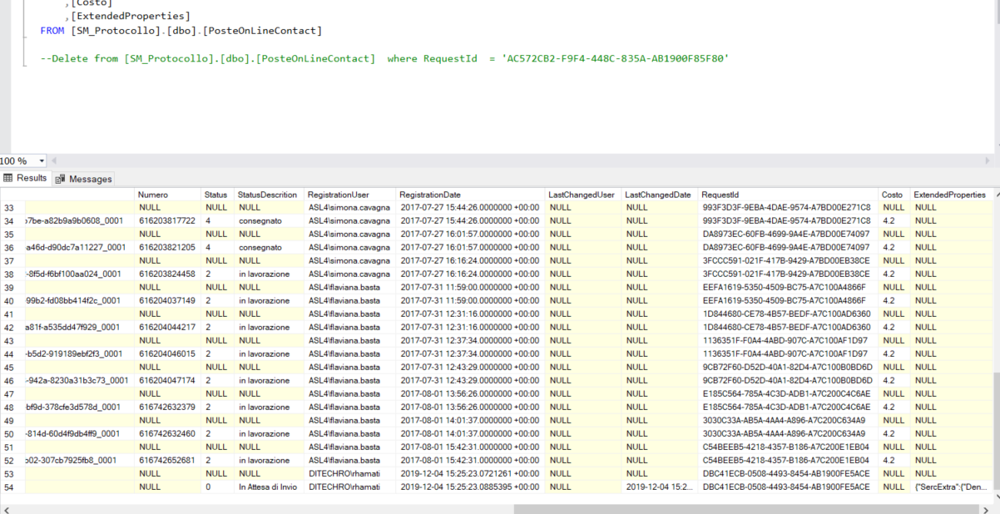 ,[Costo]
,[ExtendedProperties]
FROM [SM_Protocollo].[dbo].[PosteOnLineContact]
--Delete from [SM_Protocollo].[dbo].[PosteOnLineContact]  where RequestId  = 'AC572CB2-F9F4-448C-835A-AB1900F85F80'
100 %
Results Messages
Numero Status StatusDescrition RegistrationUser RegistrationDate LastChangedUser LastChangedDate RequestId Costo ExtendedProperties
33 NULL NULL NULL ASL4\simona.cavagna 2017-07-27 15:44:26.0000000 +00:00 NULL NULL 993F3D3F-9EBA-4DAE-9574-A7BD00E271C8 NULL NULL
34 7be-a82b9a9b0608_0001 616203817722 4 consegnato ASL4\simona.cavagna 2017-07-27 15:44:26.0000000 +00:00 NULL NULL 993F3D3F-9EBA-4DAE-9574-A7BD00E271C8 4.2 NULL
35 NULL NULL NULL ASL4\simona.cavagna 2017-07-27 16:01:57.0000000 +00:00 NULL NULL DA8973EC-60FB-4699-9A4E-A7BD00E74097 NULL NULL
36 a46d-d90dc7a11227_0001 616203821205 4 consegnato ASL4\simona.cavagna 2017-07-27 16:01:57.0000000 +00:00 NULL NULL DA8973EC-60FB-4699-9A4E-A7BD00E74097 4.2 NULL
37 NULL NULL NULL ASL4\simona.cavagna 2017-07-27 16:16:24.0000000 +00:00 NULL NULL 3FCCC591-021F-417B-9429-A7BD00EB38CE NULL NULL
38 -8f5d-f6bf100aa024_0001 616203824458 2 in lavorazione ASL4\simona.cavagna 2017-07-27 16:16:24.0000000 +00:00 NULL NULL 3FCCC591-021F-417B-9429-A7BD00EB38CE 4.2 NULL
39 NULL NULL NULL ASL4\flaviana.basta 2017-07-31 11:59:00.0000000 +00:00 NULL NULL EEFA1619-5350-4509-BC75-A7C100A4866F NULL NULL
40 99b2-fd08bb414f2c_0001 616204037149 2 in lavorazione ASL4\flaviana.basta 2017-07-31 11:59:00.0000000 +00:00 NULL NULL EEFA1619-5350-4509-BC75-A7C100A4866F 4.2 NULL
41 NULL NULL NULL ASL4\flaviana.basta 2017-07-31 12:31:16.0000000 +00:00 NULL NULL 1D844680-CE78-4B57-BEDF-A7C100AD6360 NULL NULL
42 a81f-a535dd47f929_0001 616204044217 2 in lavorazione ASL4\flaviana.basta 2017-07-31 12:31:16.0000000 +00:00 NULL NULL 1D844680-CE78-4B57-BEDF-A7C100AD6360 4.2 NULL
43 NULL NULL NULL ASL4\flaviana.basta 2017-07-31 12:37:34.0000000 +00:00 NULL NULL 1136351F-F0A4-4ABD-907C-A7C100AF1D97 NULL NULL
44 -b5d2-919189ebf2f3_0001 616204046015 2 in lavorazione ASL4\flaviana.basta 2017-07-31 12:37:34.0000000 +00:00 NULL NULL 1136351F-F0A4-4ABD-907C-A7C100AF1D97 4.2 NULL
45 NULL NULL NULL ASL4\flaviana.basta 2017-07-31 12:43:29.0000000 +00:00 NULL NULL 9CB72F60-D52D-40A1-82D4-A7C100B0BD6D NULL NULL
46 -942a-8230a31b3c73_0001 616204047174 2 in lavorazione ASL4\flaviana.basta 2017-07-31 12:43:29.0000000 +00:00 NULL NULL 9CB72F60-D52D-40A1-82D4-A7C100B0BD6D 4.2 NULL
47 NULL NULL NULL ASL4\flaviana.basta 2017-08-01 13:56:26.0000000 +00:00 NULL NULL E185C564-785A-4C3D-ADB1-A7C200C4C6AE NULL NULL
48 bf9d-378cfe3d578d_0001 616742632379 2 in lavorazione ASL4\flaviana.basta 2017-08-01 13:56:26.0000000 +00:00 NULL NULL E185C564-785A-4C3D-ADB1-A7C200C4C6AE 4.2 NULL
49 NULL NULL NULL ASL4\flaviana.basta 2017-08-01 14:01:37.0000000 +00:00 NULL NULL 3030C33A-AB5A-4AA4-A896-A7C200C634A9 NULL NULL
50 -814d-60d4f9db4ff9_0001 616742632460 2 in lavorazione ASL4\flaviana.basta 2017-08-01 14:01:37.0000000 +00:00 NULL NULL 3030C33A-AB5A-4AA4-A896-A7C200C634A9 4.2 NULL
51 NULL NULL NULL ASL4\flaviana.basta 2017-08-01 15:42:31.0000000 +00:00 NULL NULL C54BEEB5-4218-4357-B186-A7C200E1EB04 NULL NULL
52 b02-307cb7925fb8_0001 616742652681 2 in lavorazione ASL4\flaviana.basta 2017-08-01 15:42:31.0000000 +00:00 NULL NULL C54BEEB5-4218-4357-B186-A7C200E1EB04 4.2 NULL
53 NULL NULL NULL DITECHRO\rhamati 2019-12-04 15:25:23.0721261 +00:00 NULL NULL DBC41ECB-0508-4493-8454-AB1900FE5ACE NULL NULL
54 NULL 0 In Attesa di Invio DITECHRO\rhamati 2019-12-04 15:25:23.0885395 +00:00 NULL 2019-12-04 15:2... DBC41ECB-0508-4493-8454-AB1900FE5ACE NULL {"SercExtra":{"Den...